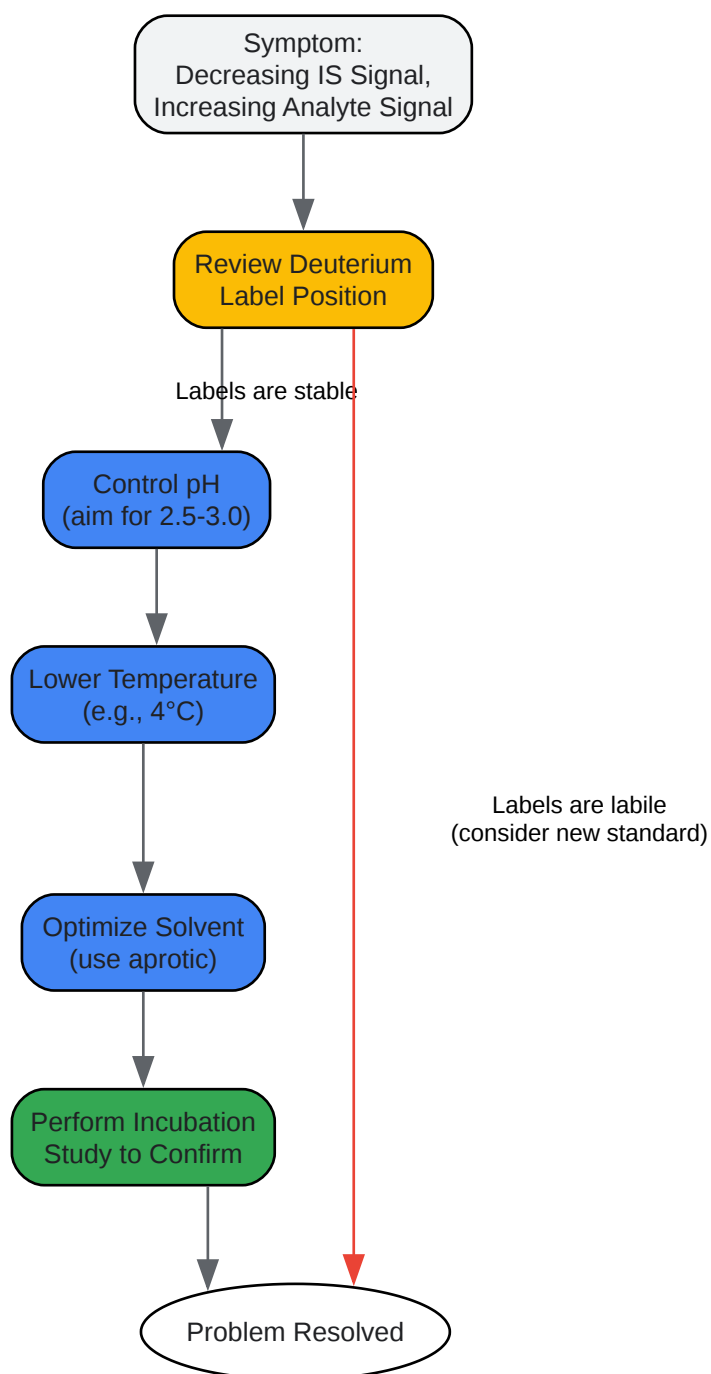 Symptom:
Decreasing IS Signal,
Increasing Analyte Signal
Review Deuterium
Label Position
Labels are stable
Control pH
(aim for 2.5-3.0)
Lower Temperature
(e.g., 4°C)
Labels are labile
(consider new standard)
Optimize Solvent
(use aprotic)
Perform Incubation
Study to Confirm
Problem Resolved